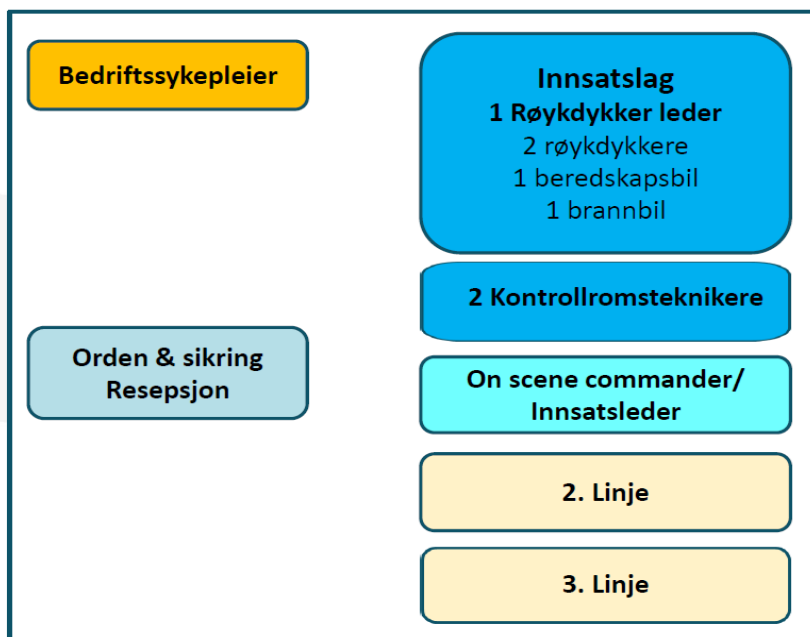 Bedriftssykepleier
Orden & sikring
Resepsjon
Innsatslag
1 Røykdykker leder
2 røykdykkere
1 beredskapsbil
1 brannbil
2 Kontrollromsteknikere
On scene commander/
Innsatsleder
2. Linje
3. Linje